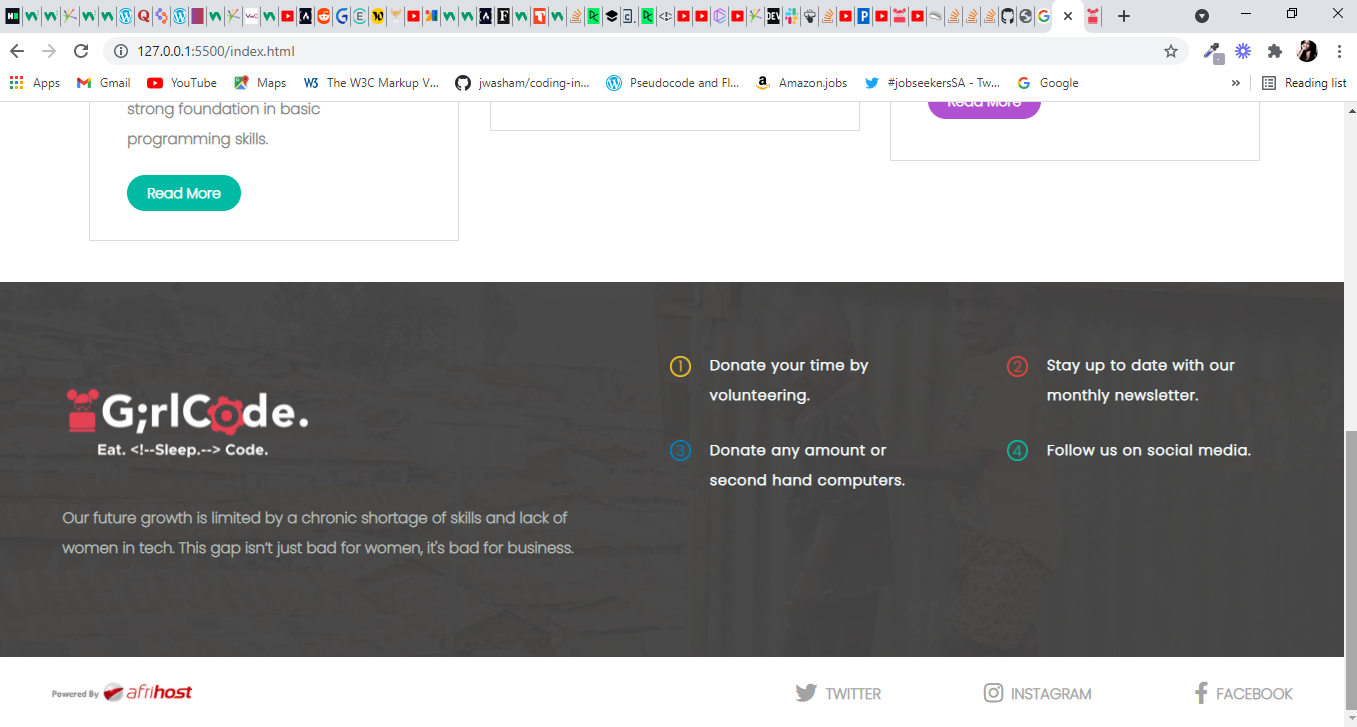 127.0.0.1:5500/index.html
Apps
Gmail
YouTube
Maps
W3 The W3C Markup V...
jwasham/coding-in...
Pseudocode and Fl...
Amazon.jobs
#jobseekersSA - Tw...
Google
»
Reading list
strong foundation in basic
programming skills.
Read More
Read More
G;rlCode.
Eat. <!--Sleep.--> Code.
Our future growth is limited by a chronic shortage of skills and lack of
women in tech. This gap isn’t just bad for women, it's bad for business.
1 Donate your time by
volunteering.
2 Stay up to date with our
monthly newsletter.
3 Donate any amount or
second hand computers.
4 Follow us on social media.
Powered By afrihost
TWITTER
INSTAGRAM
FACEBOOK